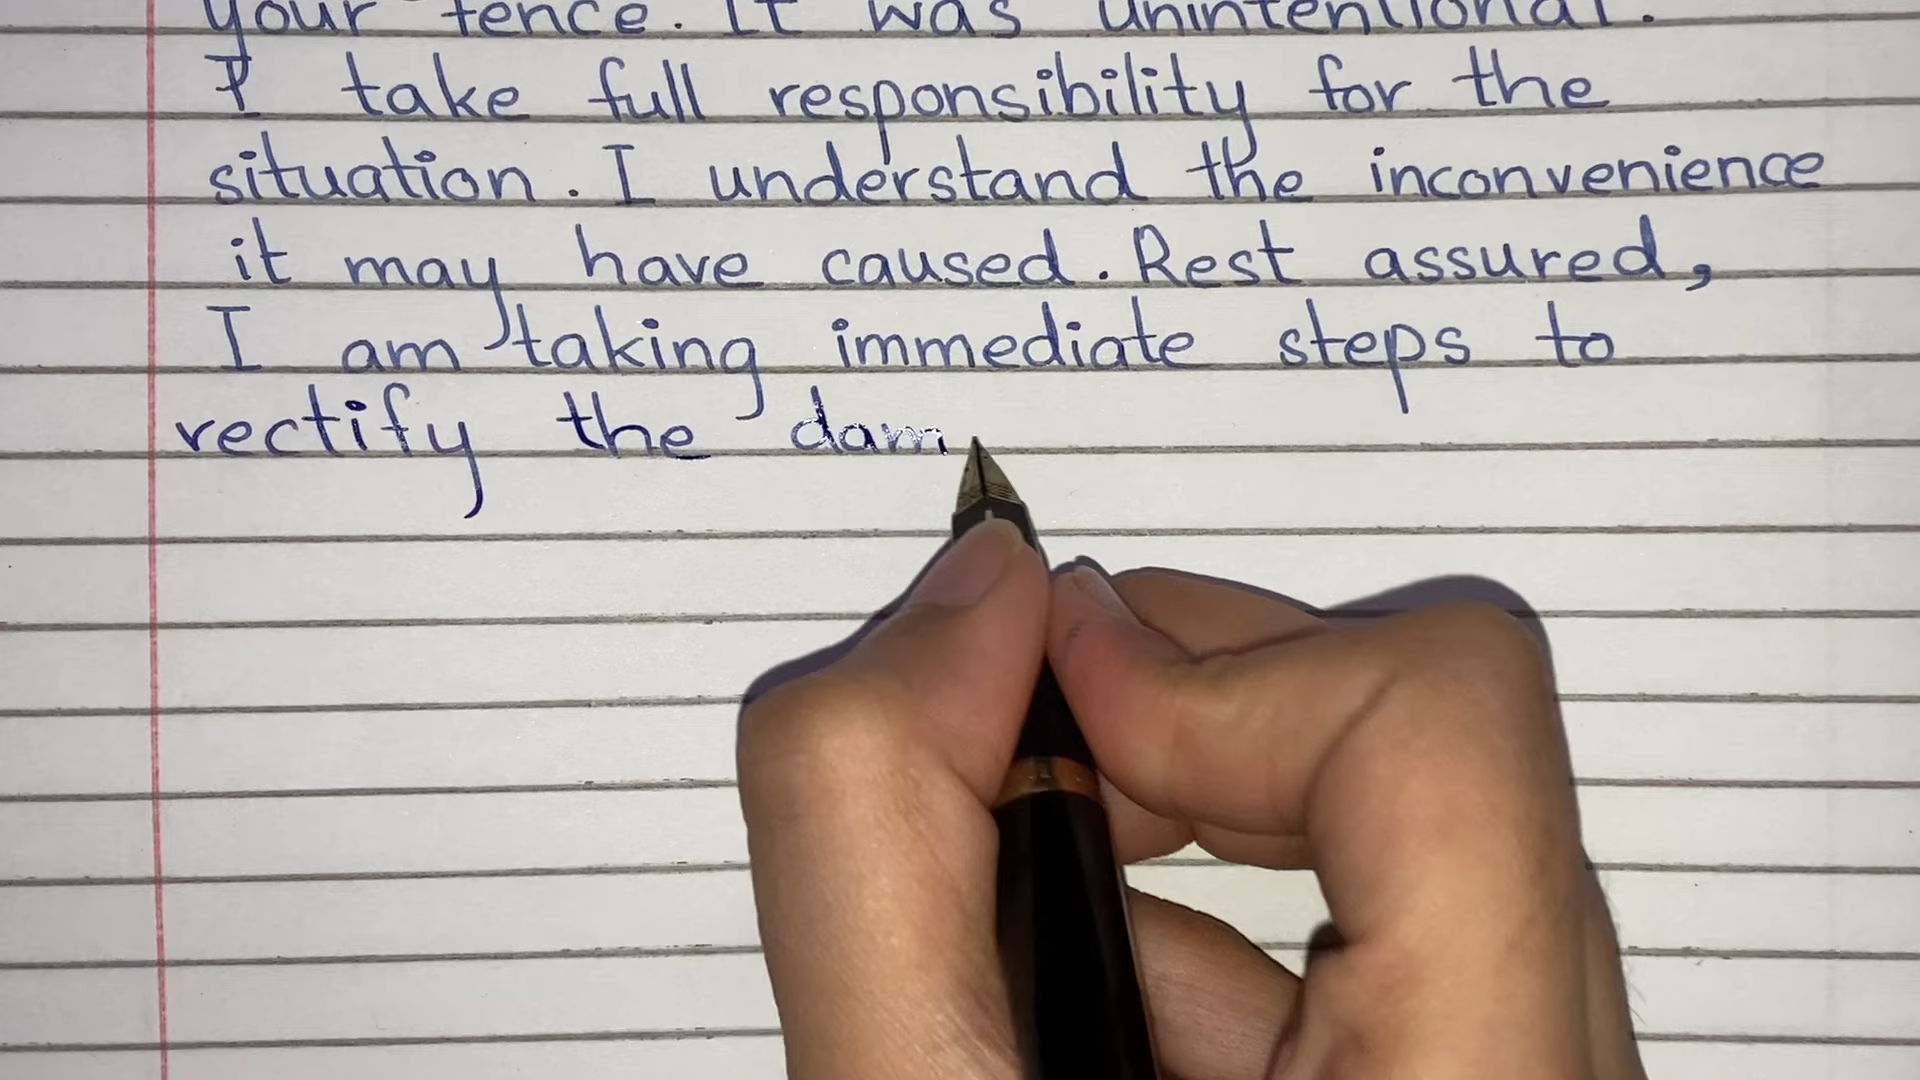 your fence. It was unintentional.
I take full responsibility for the
situation. I understand the inconvenience
it may have caused. Rest assured,
I am taking immediate steps to
rectify the dam